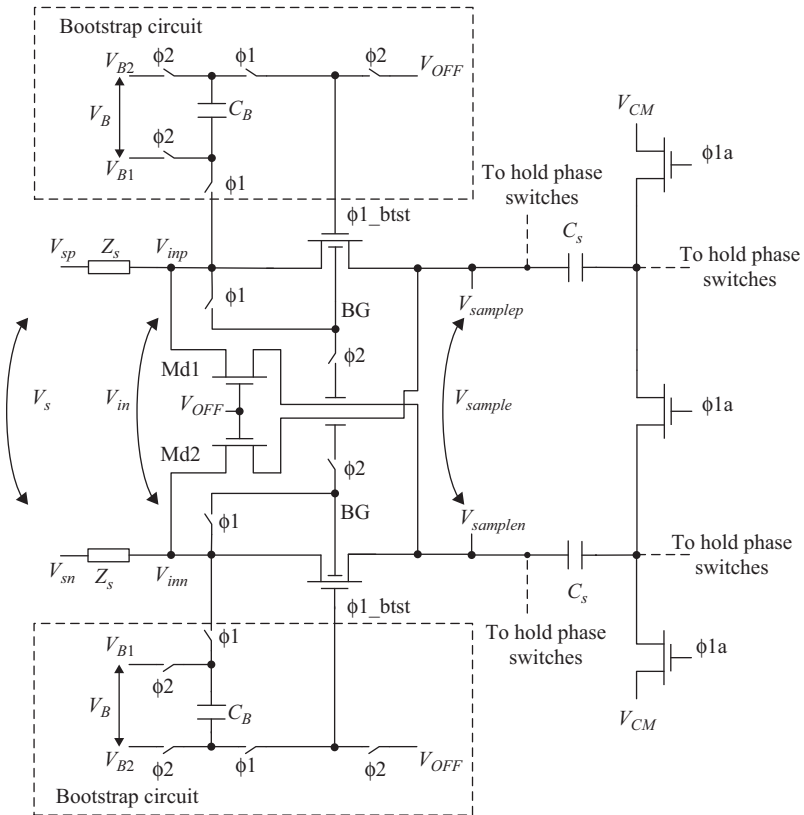 Bootstrap circuit
V_B2 ϕ2 ϕ1 ϕ2 V_OFF
V_B C_B
ϕ2
V_B1
ϕ1
V_CM
ϕ1a
To hold phase
switches
ϕ1_btst
C_s
V_sp Z_s V_inp
To hold phase
switches
ϕ1
BG
V_samplep
ϕ2
Md1
V_s V_in V_OFF V_sample
ϕ1a
Md2
ϕ2
V_samplen
BG
ϕ1
V_sn Z_s V_inn
To hold phase
switches
C_s
ϕ1_btst
To hold phase
switches
ϕ1
V_B1
ϕ2
ϕ1a
V_B C_B
V_CM
V_B2 ϕ2 ϕ1 ϕ2 V_OFF
Bootstrap circuit